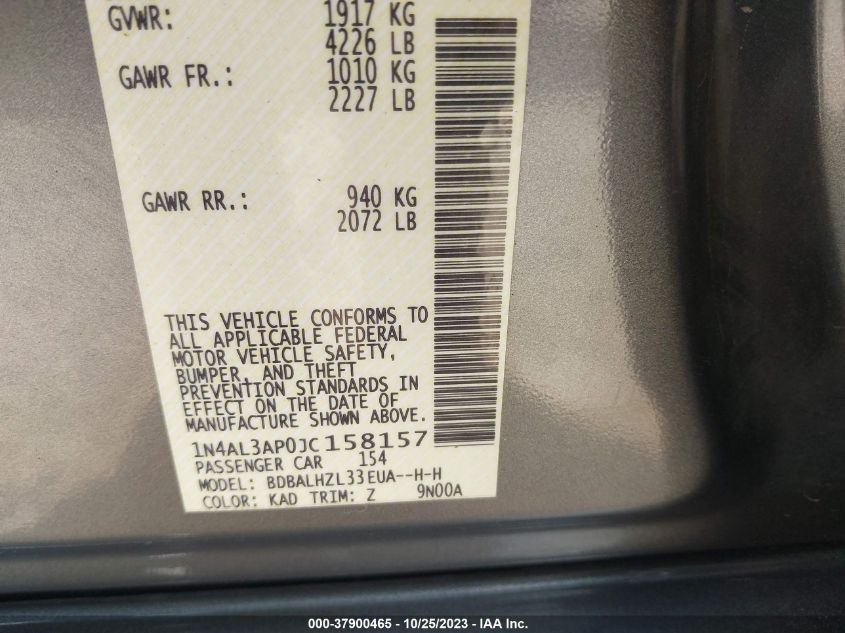 GVWR: 1917 KG
4226 LB
GAWR FR.: 1010 KG
2227 LB
GAWR RR.: 940 KG
2072 LB
THIS VEHICLE CONFORMS TO
ALL APPLICABLE FEDERAL
MOTOR VEHICLE SAFETY,
BUMPER, AND THEFT
PREVENTION STANDARDS IN
EFFECT ON THE DATE OF
MANUFACTURE SHOWN ABOVE.
1N4AL3AP0JC158157
PASSENGER CAR 154
MODEL: BDBALHZL33EUA--H-H
COLOR: KAD TRIM: Z 9N00A
000-37900465 - 10/25/2023 - IAA Inc.